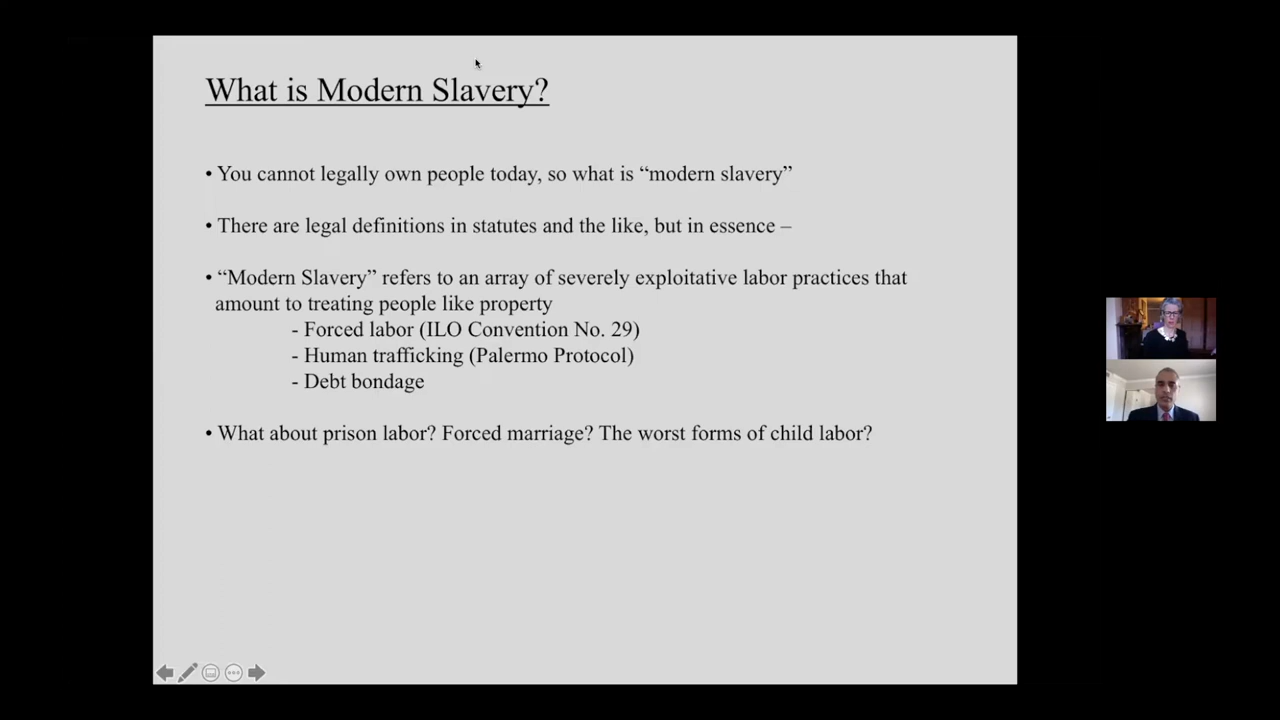 What is Modern Slavery?
• You cannot legally own people today, so what is “modern slavery”
• There are legal definitions in statutes and the like, but in essence –
• “Modern Slavery” refers to an array of severely exploitative labor practices that
amount to treating people like property
- Forced labor (ILO Convention No. 29)
- Human trafficking (Palermo Protocol)
- Debt bondage
• What about prison labor? Forced marriage? The worst forms of child labor?